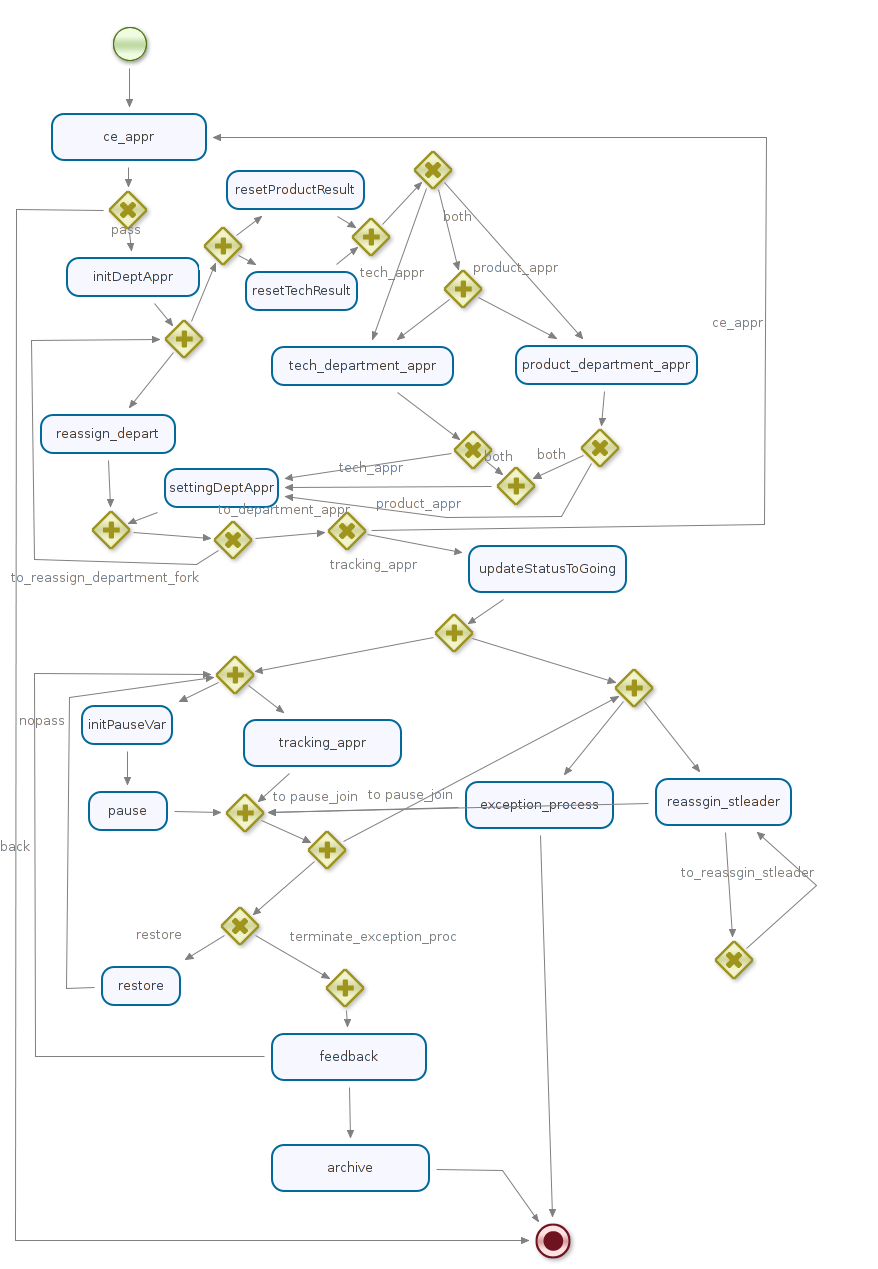 ce_appr
resetProductResult
both
pass
initDeptAppr
resetTechResult
tech_appr
product_appr
ce_appr
tech_department_appr
product_department_appr
reassign_depart
both
both
tech_appr
settingDeptAppr
product_appr
to_department_appr
tracking_appr
to_reassign_department_fork
updateStatusToGoing
nopass
initPauseVar
tracking_appr
to pause_join
to pause_join
exception_process
reassgin_stleader
pause
back
to_reassgin_stleader
restore
terminate_exception_proc
restore
feedback
archive